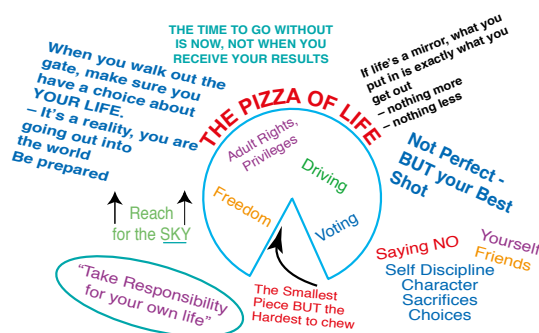 THE TIME TO GO WITHOUT
IS NOW, NOT WHEN YOU
RECEIVE YOUR RESULTS
When you walk out the
gate, make sure you
have a choice about
YOUR LIFE.
– It's a reality, you are
going out into
the world
Be prepared
If life's a mirror, what you
put in is exactly what you
get out
– nothing more
– nothing less
THE PIZZA OF LIFE
Adult Rights,
Privileges
Driving
Freedom
Voting
Not Perfect -
BUT your Best
Shot
Reach
for the SKY
"Take Responsibility
for your own life"
The Smallest
Piece BUT the
Hardest to chew
Saying NO
Yourself
Friends
Self Discipline
Character
Sacrifices
Choices